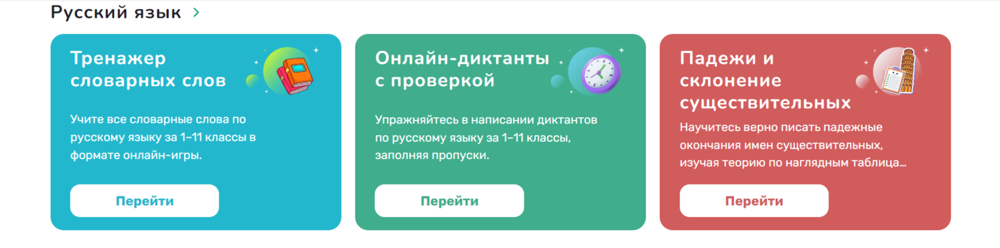 Русский язык
Тренажер
словарных слов
Учите все словарные слова по
русскому языку за 1–11 классы в
формате онлайн-игры.
Перейти
Онлайн-диктанты
с проверкой
Упражняйтесь в написании диктантов
по русскому языку за 1–11 классы,
заполняя пропуски.
Перейти
Падежи и
склонение
существительных
Научитесь верно писать падежные
окончания имен существительных,
изучая теорию по наглядным таблица...
Перейти